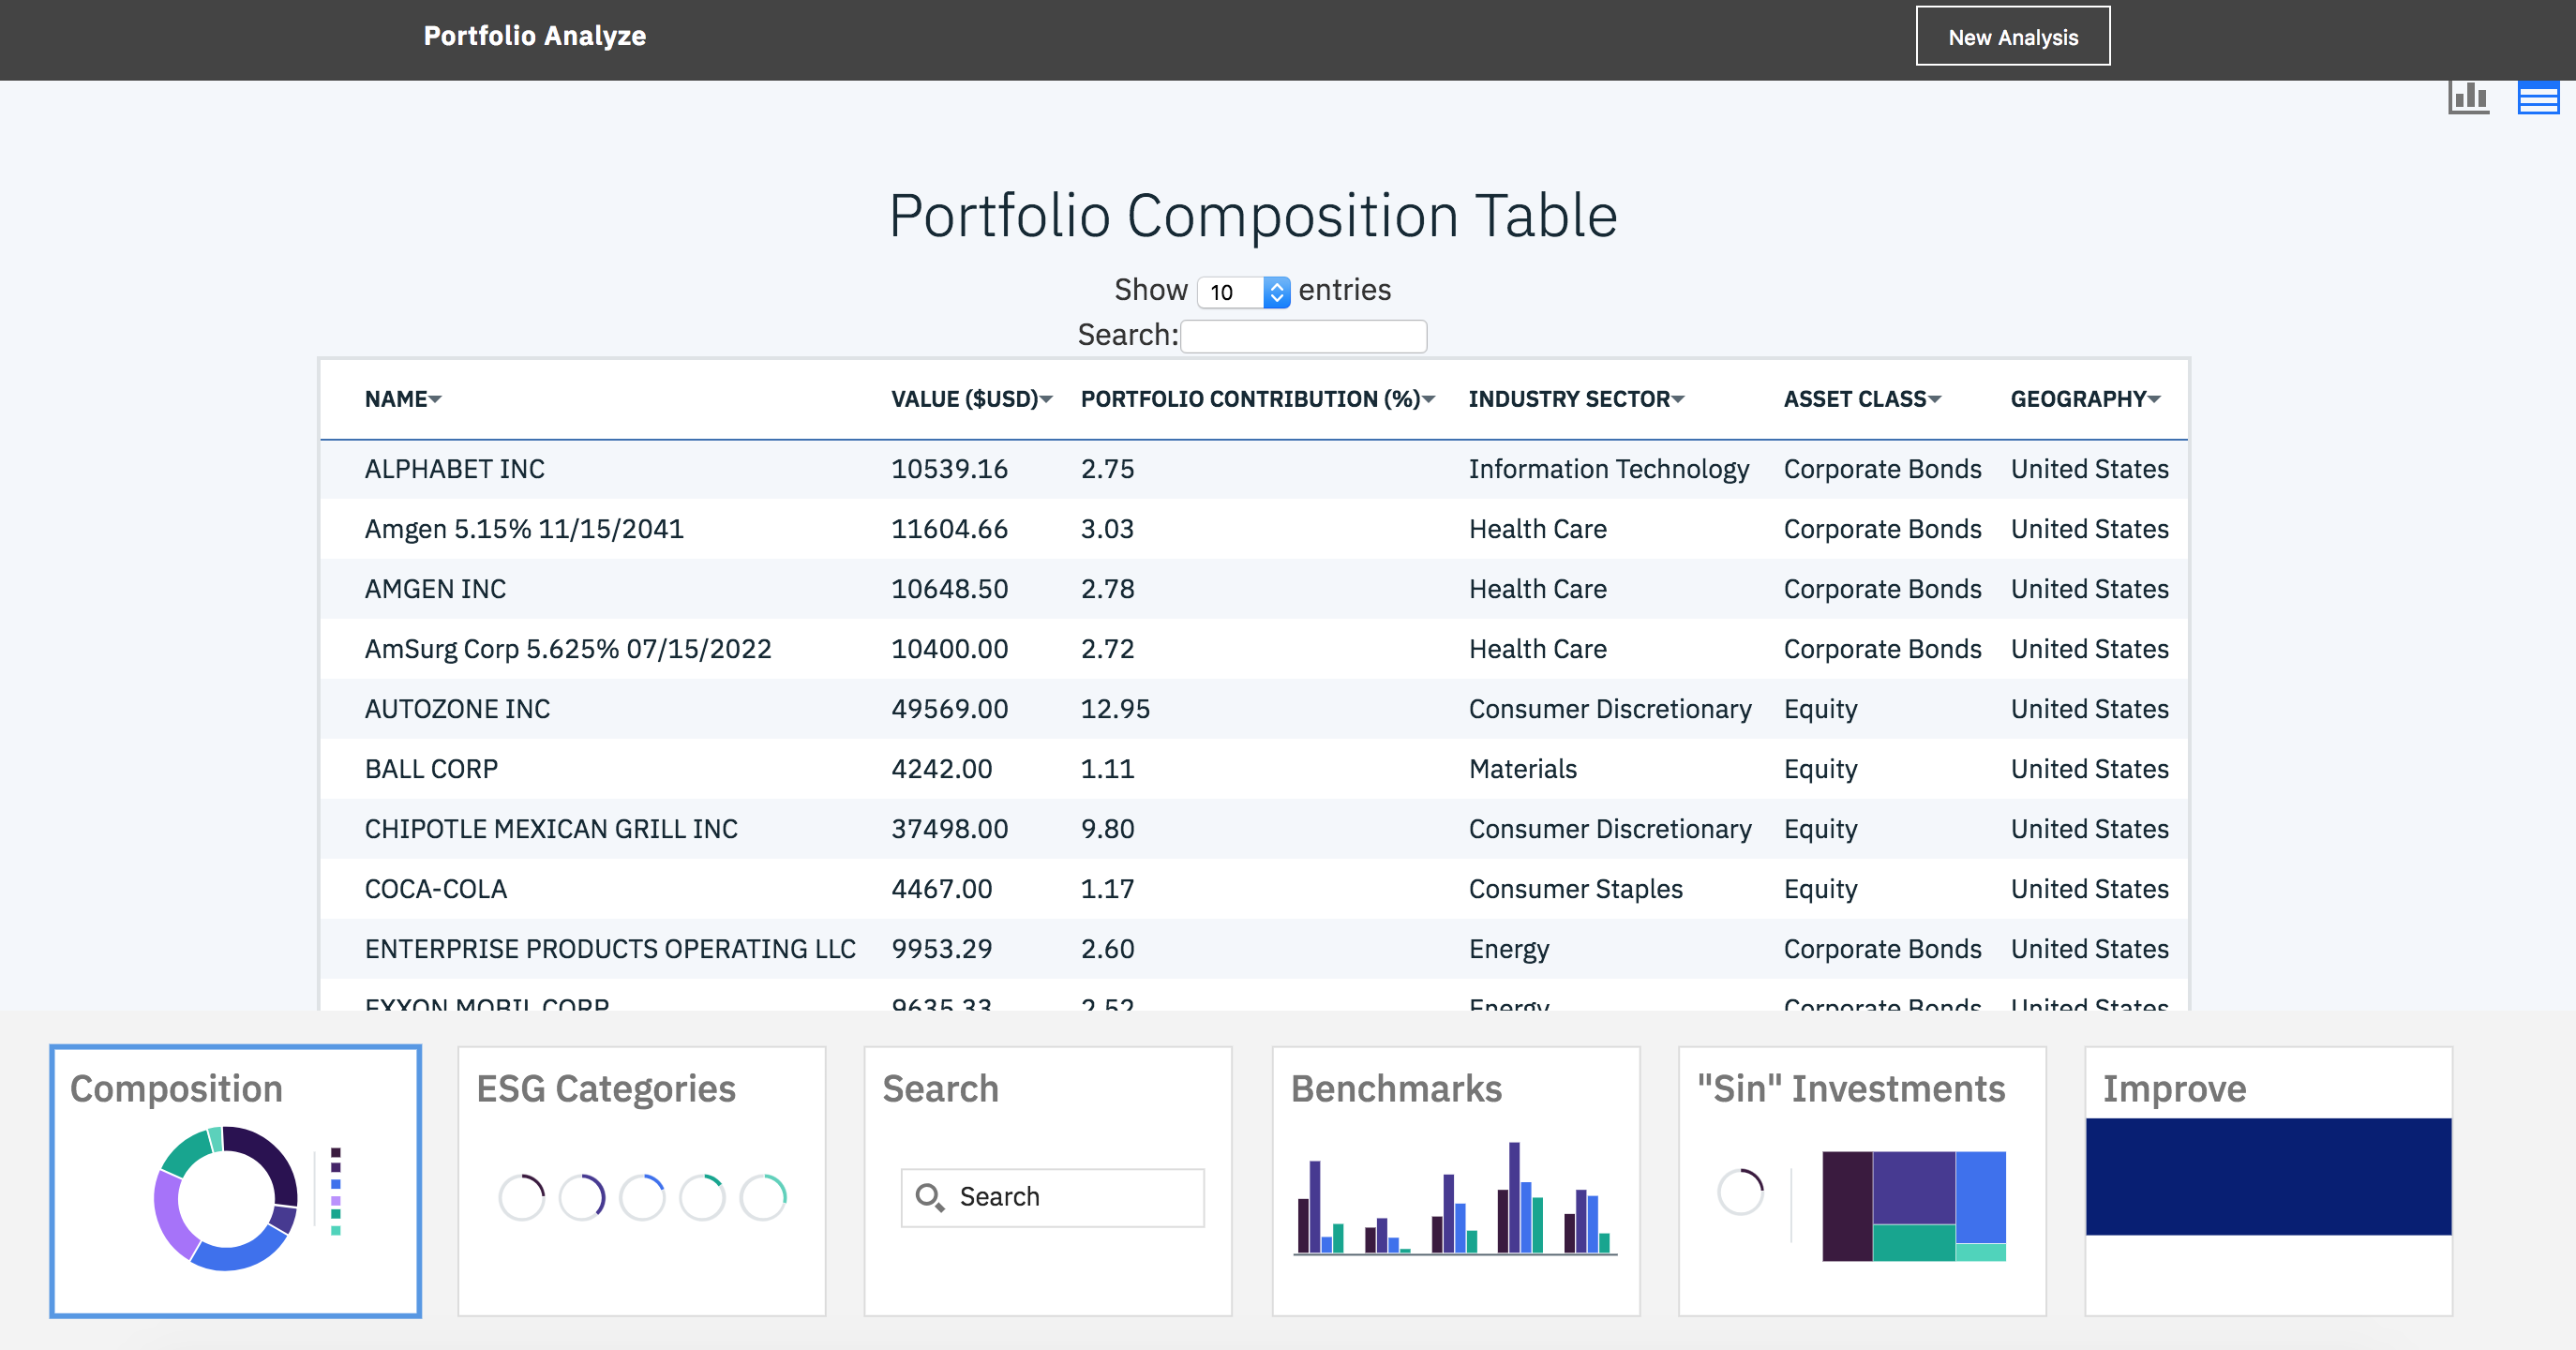 Portfolio Analyze
New Analysis
Portfolio Composition Table
Show 10 entries
Search:
NAME VALUE ($USD) PORTFOLIO CONTRIBUTION (%) INDUSTRY SECTOR ASSET CLASS GEOGRAPHY
ALPHABET INC 10539.16 2.75 Information Technology Corporate Bonds United States
Amgen 5.15% 11/15/2041 11604.66 3.03 Health Care Corporate Bonds United States
AMGEN INC 10648.50 2.78 Health Care Corporate Bonds United States
AmSurg Corp 5.625% 07/15/2022 10400.00 2.72 Health Care Corporate Bonds United States
AUTOZONE INC 49569.00 12.95 Consumer Discretionary Equity United States
BALL CORP 4242.00 1.11 Materials Equity United States
CHIPOTLE MEXICAN GRILL INC 37498.00 9.80 Consumer Discretionary Equity United States
COCA-COLA 4467.00 1.17 Consumer Staples Equity United States
ENTERPRISE PRODUCTS OPERATING LLC 9953.29 2.60 Energy Corporate Bonds United States
EXXON MOBIL CORP 9635.33 2.52 Energy Corporate Bonds United States
Composition
ESG Categories
Search
Search
Benchmarks
"Sin" Investments
Improve